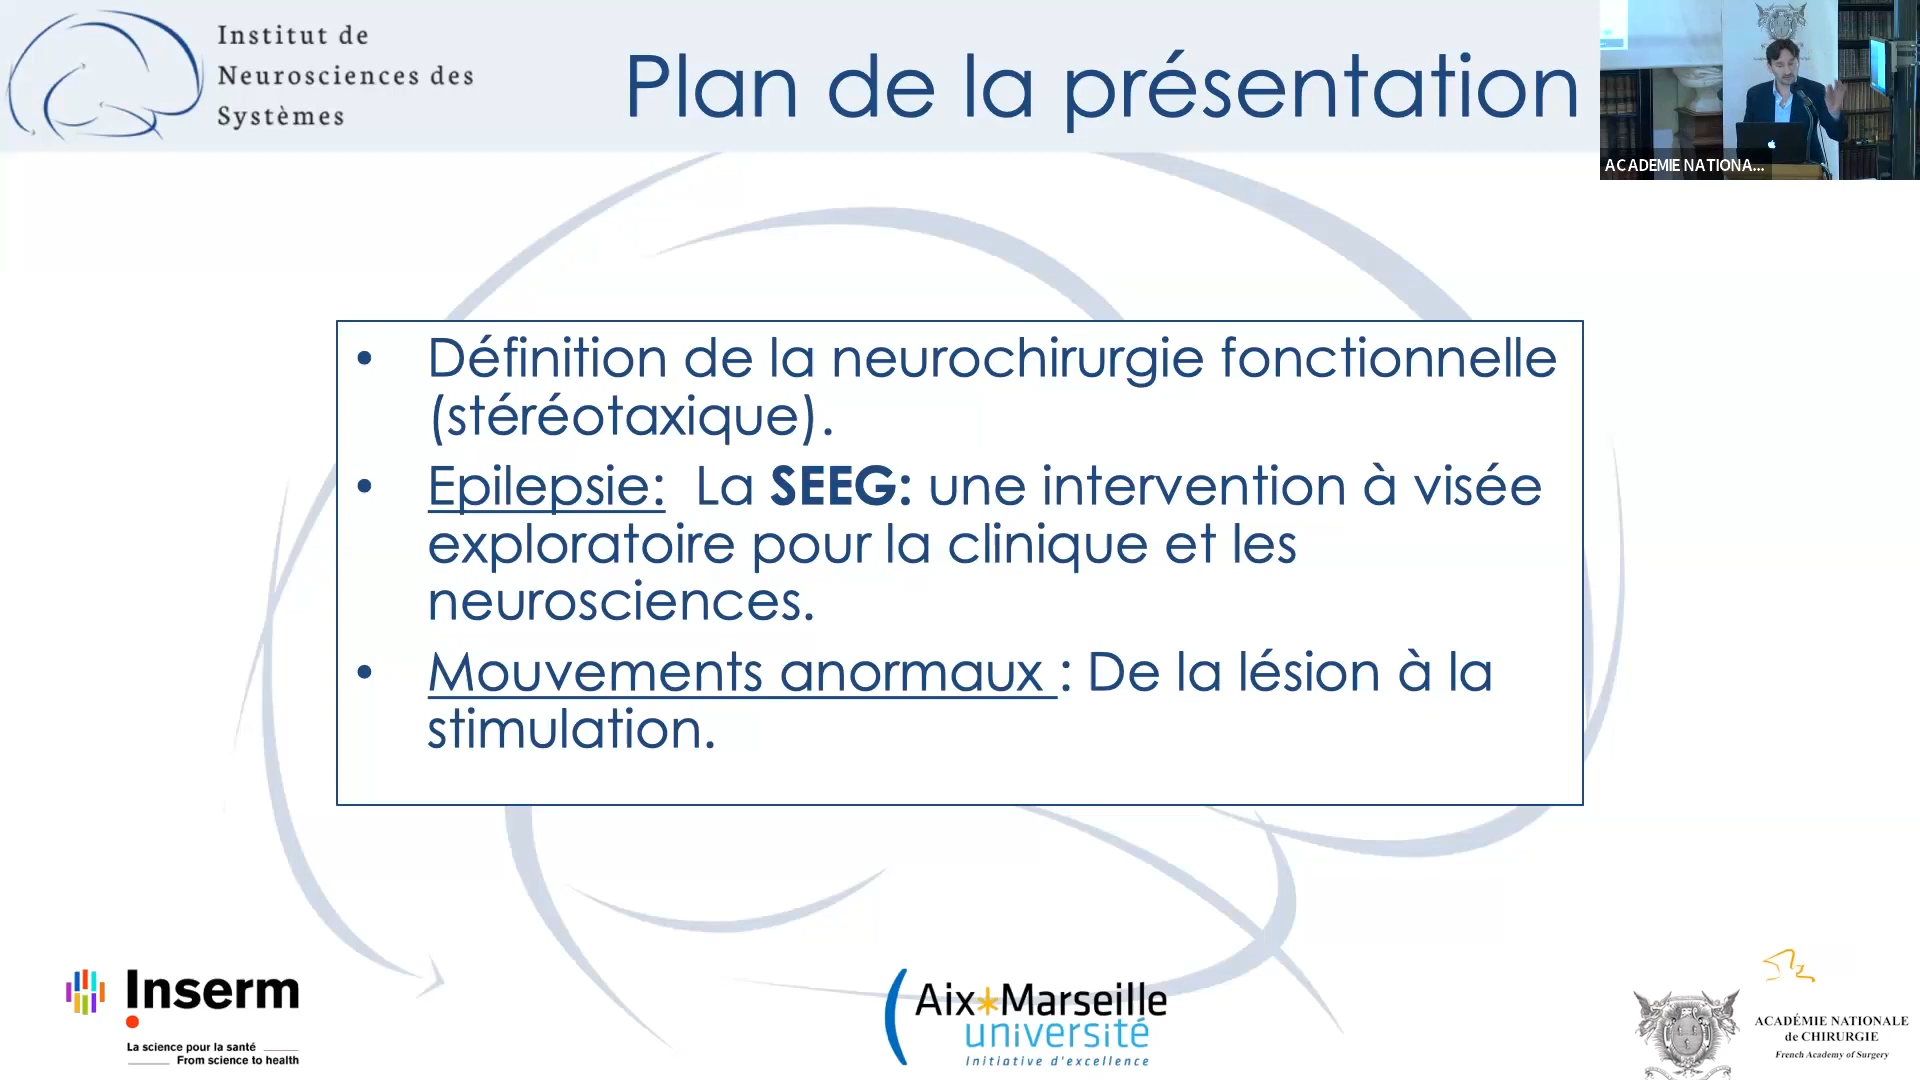 Institut de
Neurosciences des
Systèmes
Plan de la présentation
ACADEMIE NATIONA...
• Définition de la neurochirurgie fonctionnelle
(stéréotaxique).
• Epilepsie: La SEEG: une intervention à visée
exploratoire pour la clinique et les
neurosciences.
• Mouvements anormaux : De la lésion à la
stimulation.
Inserm
La science pour la santé
From science to health
Aix*Marseille
université
Initiative d'excellence
ACADÉMIE NATIONALE
de CHIRURGIE
French Academy of Surgery